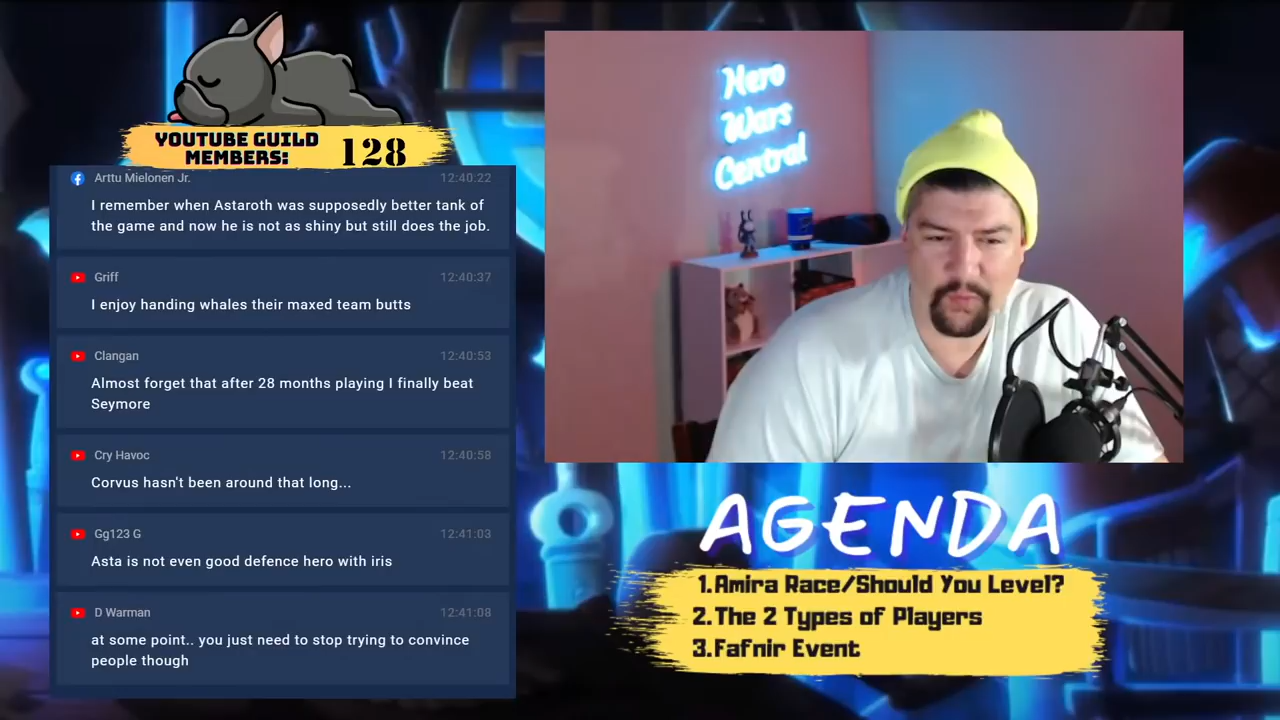 YOUTUBE GUILD
MEMBERS:
128
Arttu Mielonen Jr.
12:40:22
I remember when Astaroth was supposedly better tank of
the game and now he is not as shiny but still does the job.
Griff
12:40:37
I enjoy handing whales their maxed team butts
Clangan
12:40:53
Almost forget that after 28 months playing I finally beat
Seymore
Cry Havoc
12:40:58
Corvus hasn't been around that long...
Gg123 G
12:41:03
Asta is not even good defence hero with iris
D Warman
12:41:08
at some point.. you just need to stop trying to convince
people though
Hero
Wars
Central
AGENDA
1.Amira Race/Should You Level?
2.The 2 Types of Players
3.Fafnir Event